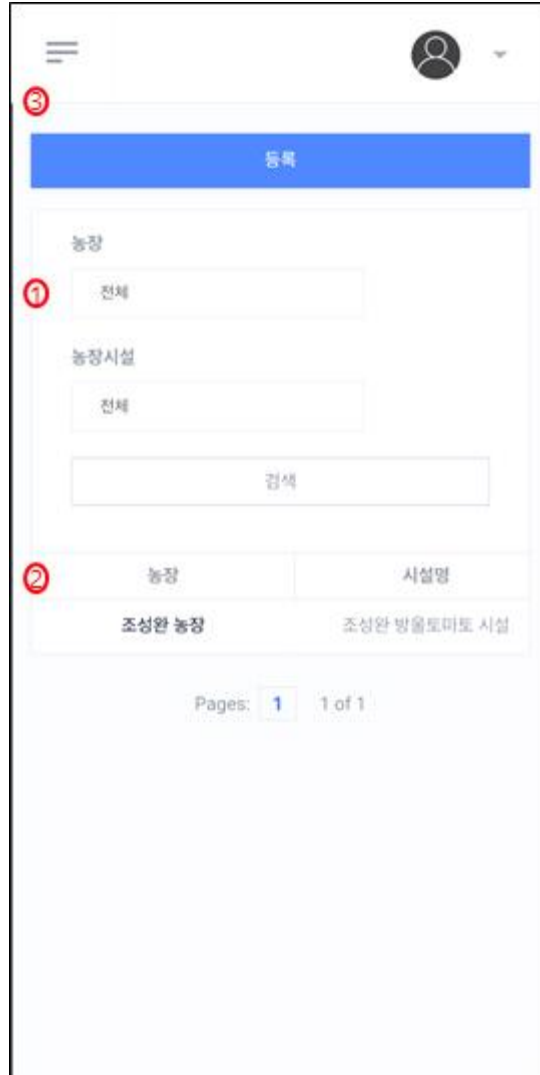 ③
등록
농장
① 전체
농장시설
전체
검색
② 농장 시설명
조성완 농장 조성완 방울토마토 시설
Pages: 1 1 of 1